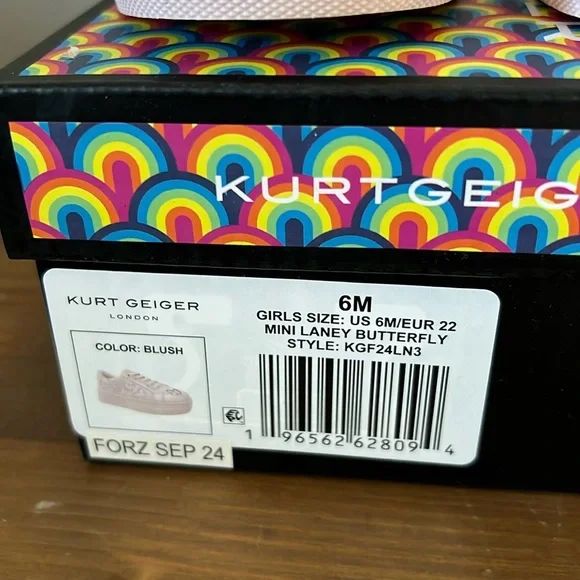 KURT GEIG
KURT GEIGER
LONDON
COLOR: BLUSH
6M
GIRLS SIZE: US 6M/EUR 22
MINI LANEY BUTTERFLY
STYLE: KGF24LN3
1 96562 62809 4
FORZ SEP 24